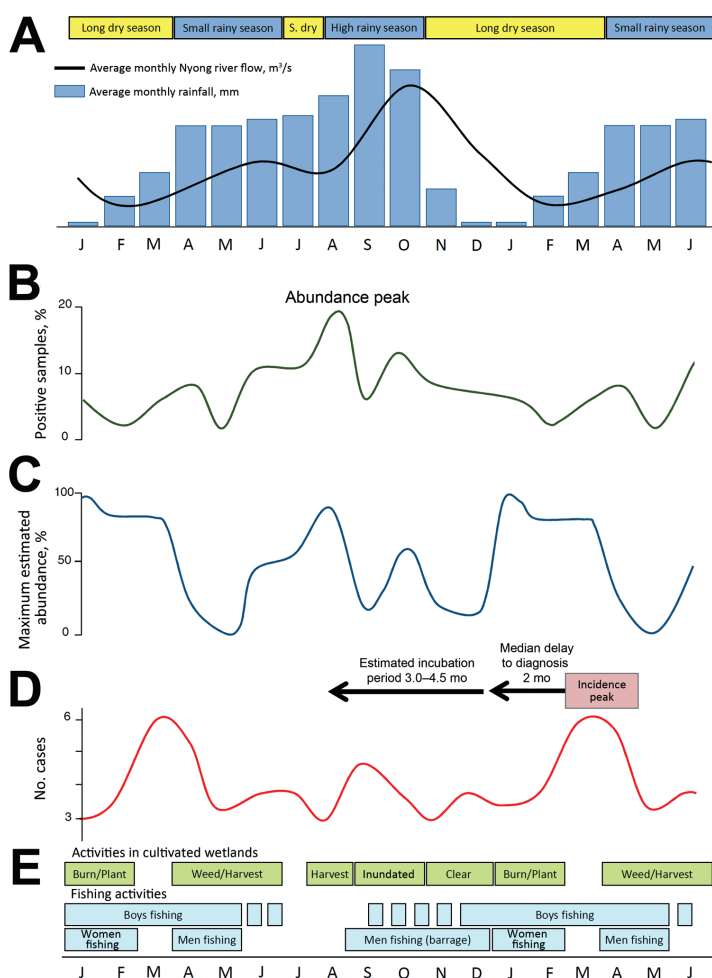 A
Long dry season Small rainy season S. dry High rainy season Long dry season Small rainy season
Average monthly Nyong river flow, m³/s
Average monthly rainfall, mm
J F M A M J J A S O N D J F M A M J
B
Abundance peak
Positive samples, %
20
10
0
C
Maximum estimated
abundance, %
100
50
0
D
Estimated incubation
period 3.0–4.5 mo
Median delay
to diagnosis
2 mo
Incidence
peak
No. cases
6
3
E
Activities in cultivated wetlands
Burn/Plant Weed/Harvest Harvest Inundated Clear Burn/Plant Weed/Harvest
Fishing activities
Boys fishing Boys fishing
Women
fishing
Men fishing
Men fishing (barrage)
Women
fishing
Men fishing
J F M A M J J A S O N D J F M A M J